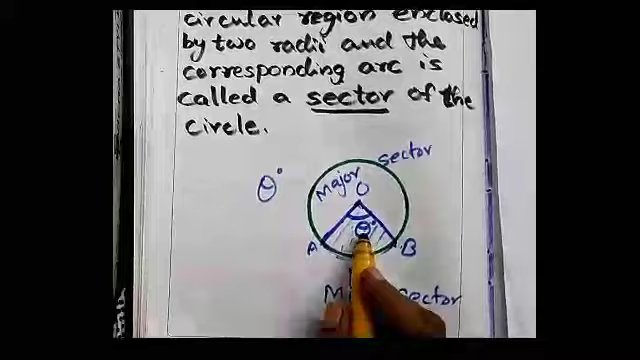 circular region enclosed
by two radii and the
corresponding arc is
called a sector of the
circle.
Major sector
θ°
O
θ°
A
B
sector